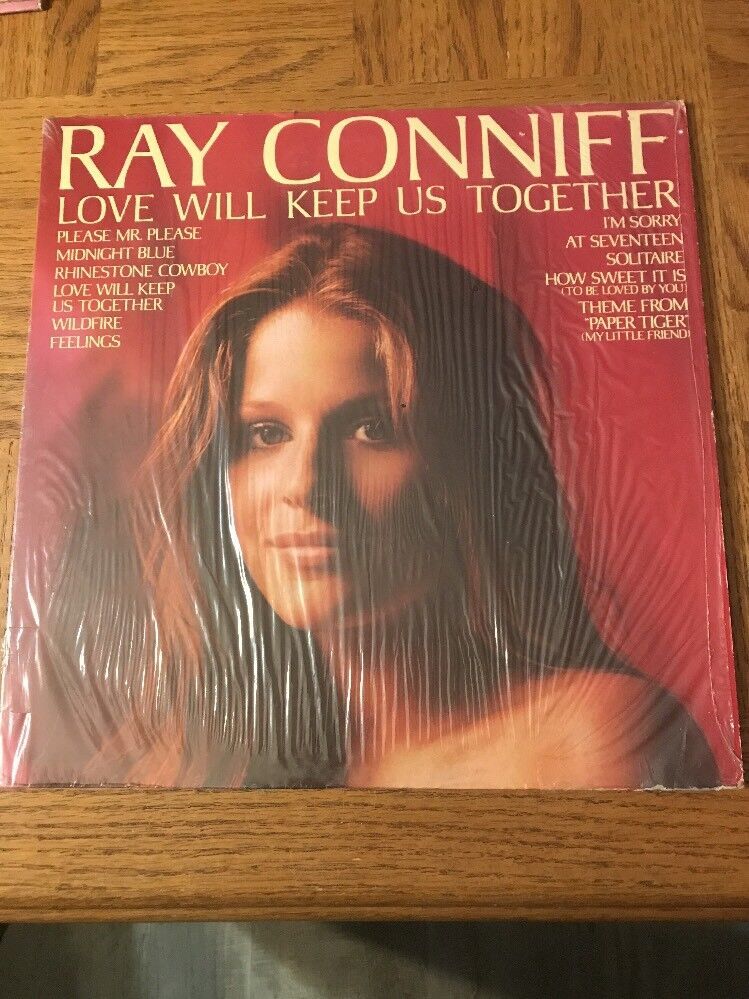 RAY CONNIFF
LOVE WILL KEEP US TOGETHER
PLEASE MR. PLEASE
MIDNIGHT BLUE
RHINESTONE COWBOY
LOVE WILL KEEP
US TOGETHER
WILDFIRE
FEELINGS
I'M SORRY
AT SEVENTEEN
SOLITAIRE
HOW SWEET IT IS
(TO BE LOVED BY YOU)
THEME FROM
"PAPER TIGER"
(MY LITTLE FRIEND)